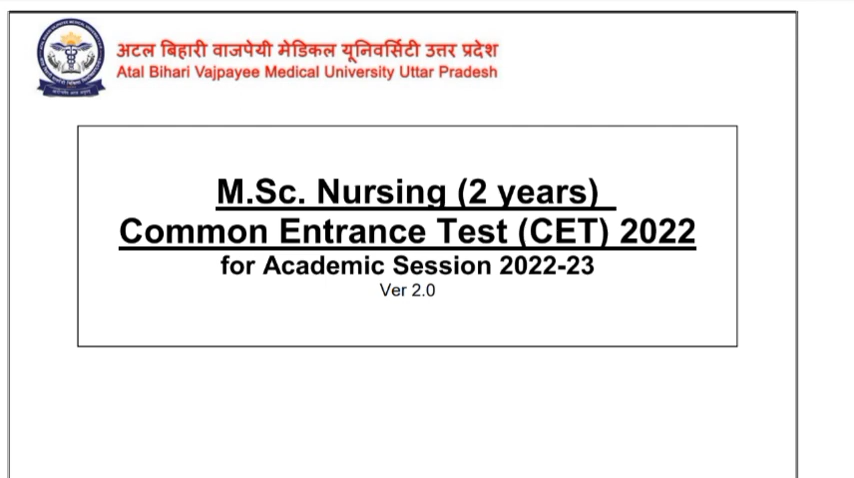 अटल बिहारी वाजपेयी मेडिकल यूनिवर्सिटी उत्तर प्रदेश
Atal Bihari Vajpayee Medical University Uttar Pradesh
M.Sc. Nursing (2 years)
Common Entrance Test (CET) 2022
for Academic Session 2022-23
Ver 2.0